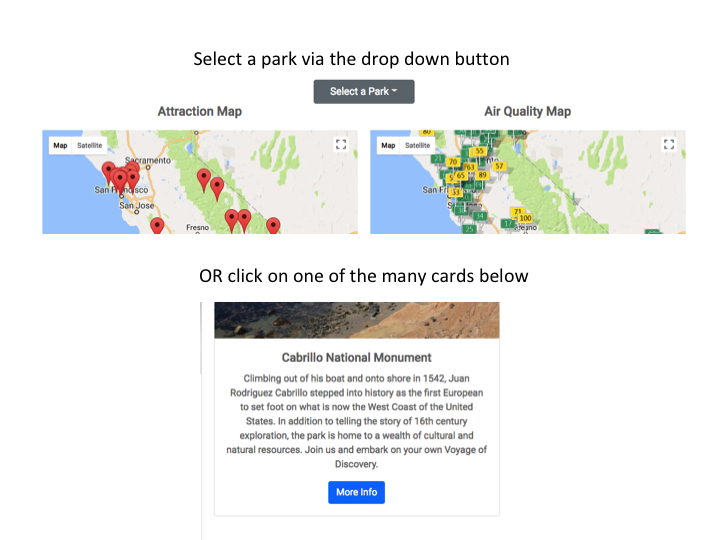 Select a park via the drop down button
Select a Park
Attraction Map
Air Quality Map
Map Satellite
Sacramento
San Francisco
San Jose
Fresno
Map Satellite
80
55
21
70
63
57
65
89
33
34
25
17
71
100
OR click on one of the many cards below
Cabrillo National Monument
Climbing out of his boat and onto shore in 1542, Juan
Rodriguez Cabrillo stepped into history as the first European
to set foot on what is now the West Coast of the United
States. In addition to telling the story of 16th century
exploration, the park is home to a wealth of cultural and
natural resources. Join us and embark on your own Voyage of
Discovery.
More Info